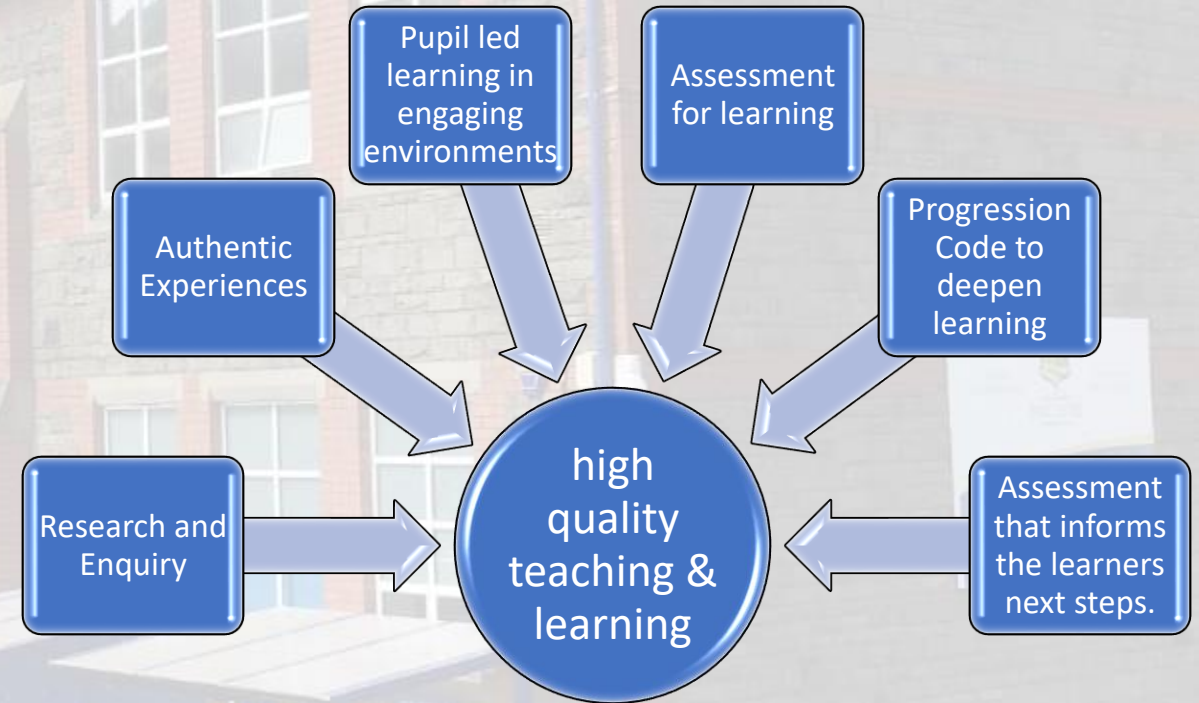 Research and
Enquiry
Authentic
Experiences
Pupil led
learning in
engaging
environments
Assessment
for learning
Progression
Code to
deepen
learning
Assessment
that informs
the learners
next steps.
high
quality
teaching &
learning